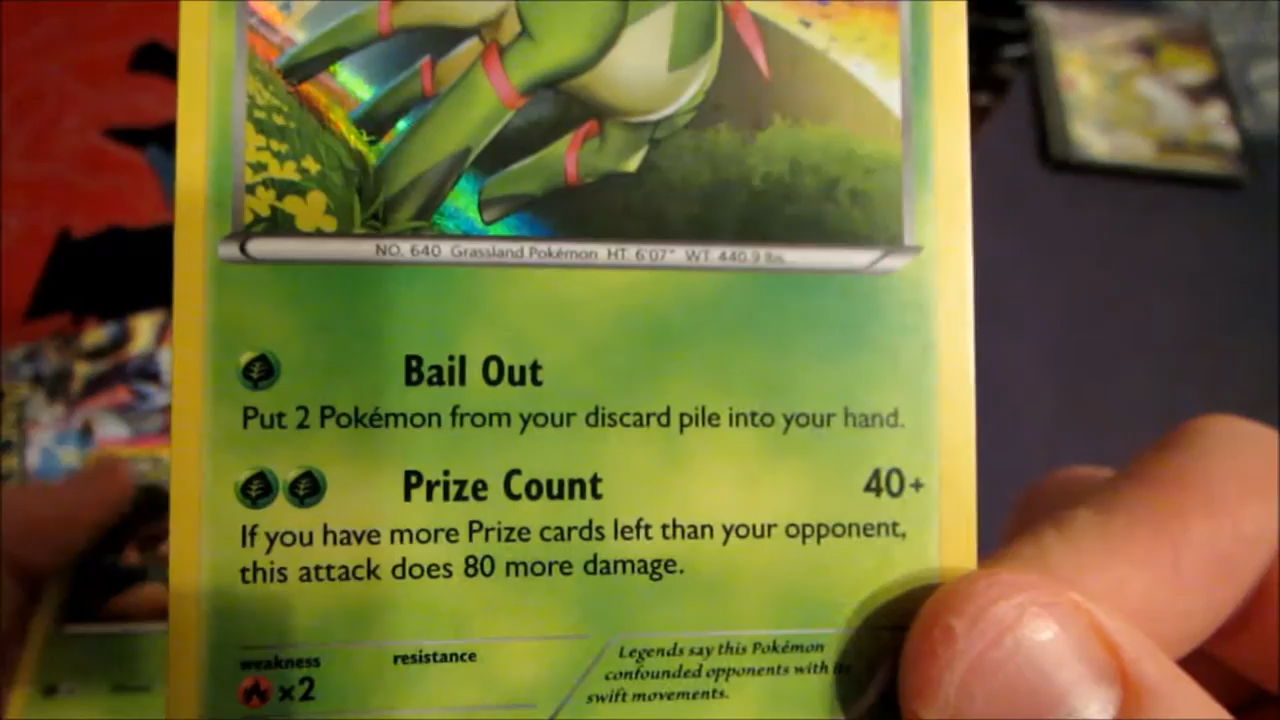 NO. 640 Grassland Pokémon HT. 6'07" WT. 440.9 lbs.
Bail Out
Put 2 Pokémon from your discard pile into your hand.
Prize Count 40+
If you have more Prize cards left than your opponent,
this attack does 80 more damage.
weakness resistance
×2
Legends say this Pokémon
confounded opponents with its
swift movements.